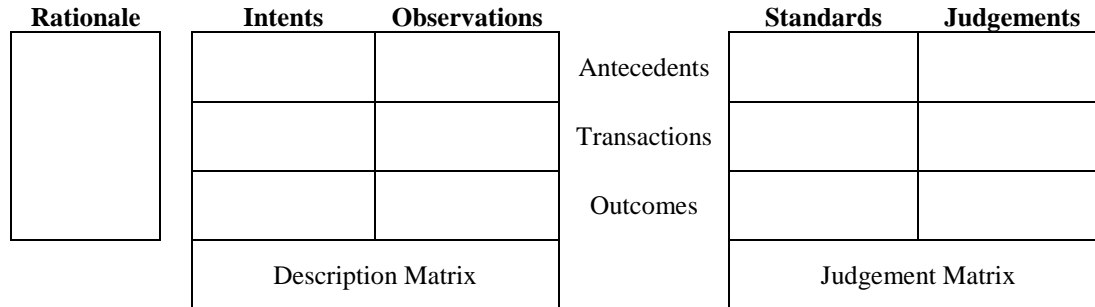 Rationale Intents Observations Standards Judgements
Antecedents
Transactions
Outcomes
Description Matrix Judgement Matrix